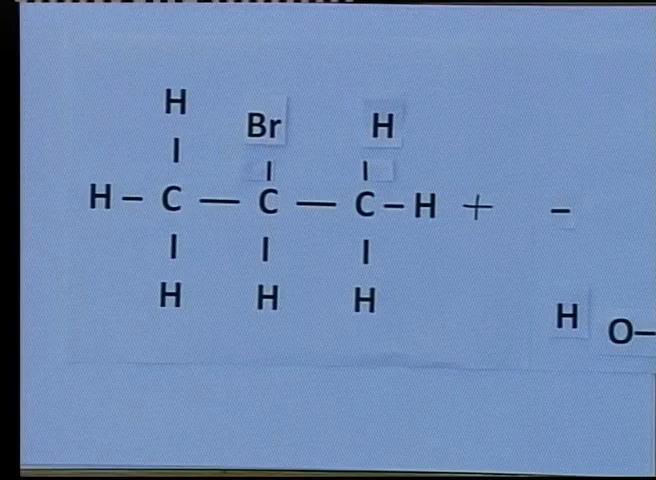 H Br H
H – C — C — C – H + –
H H H
H O–